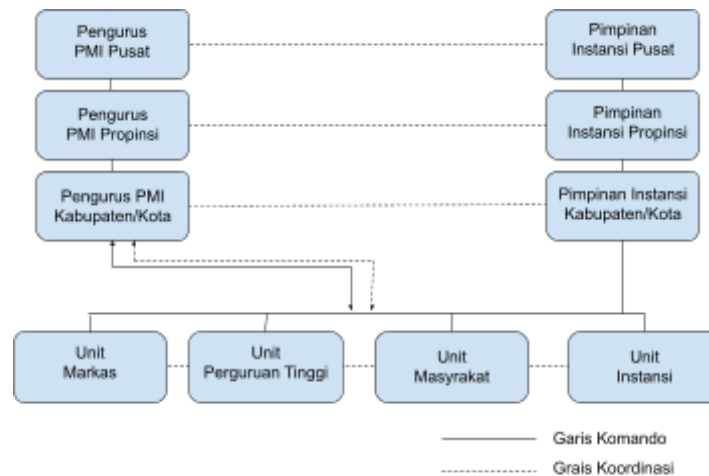 Pengurus
PMI Pusat
Pimpinan
Instansi Pusat
Pengurus
PMI Propinsi
Pimpinan
Instansi Propinsi
Pengurus PMI
Kabupaten/Kota
Pimpinan Instansi
Kabupaten/Kota
Unit
Markas
Unit
Perguruan Tinggi
Unit
Masyrakat
Unit
Instansi
Garis Komando
Grais Koordinasi